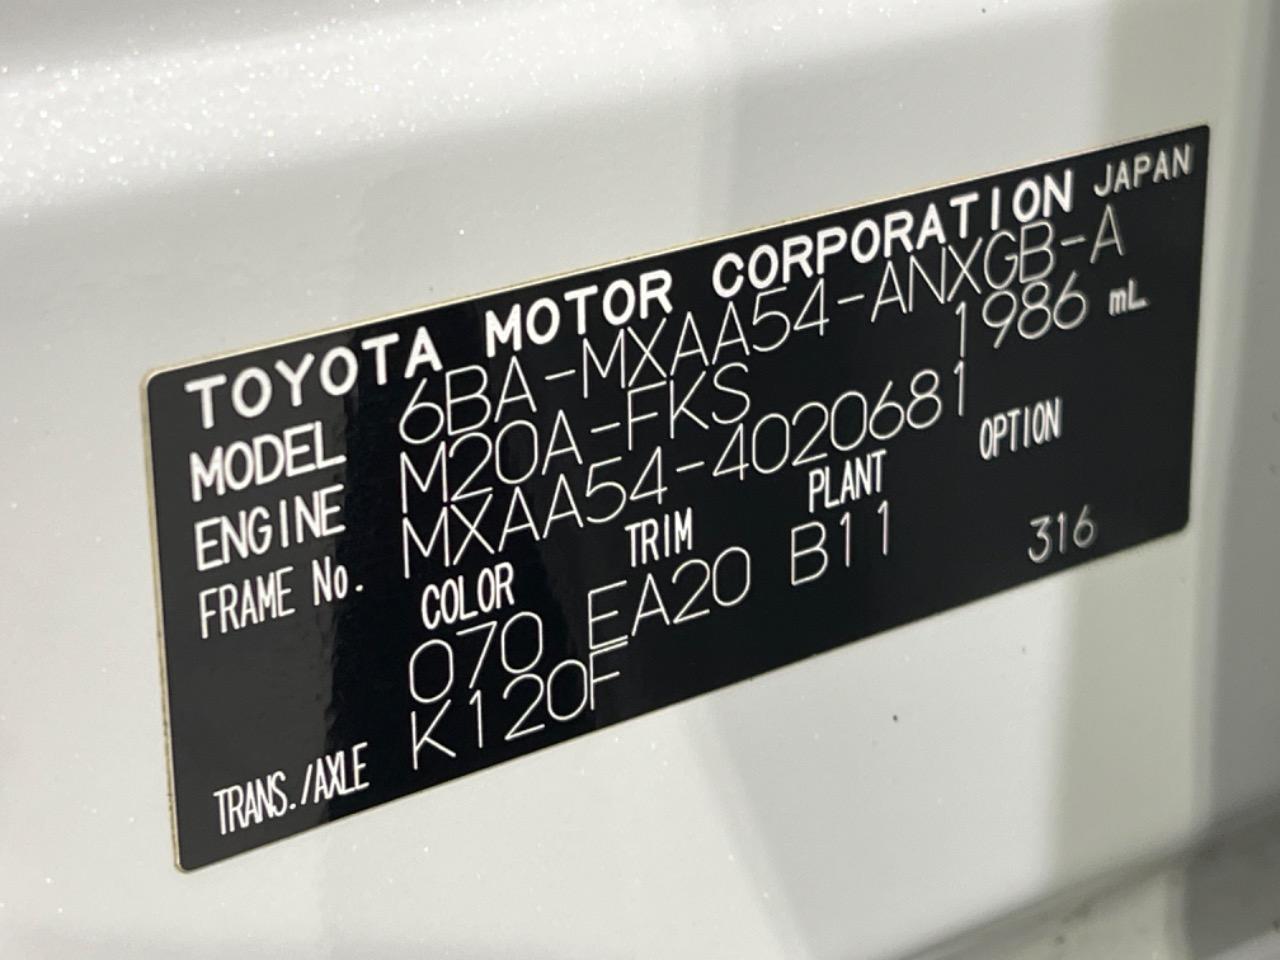 TOYOTA MOTOR CORPORATION JAPAN
MODEL 6BA-MXAA54-ANXGB-A
ENGINE M20A-FKS 1986 mL
FRAME No. MXAA54-4020681
COLOR TRIM PLANT OPTION
070 EA20 B11 316
TRANS./AXLE K120F